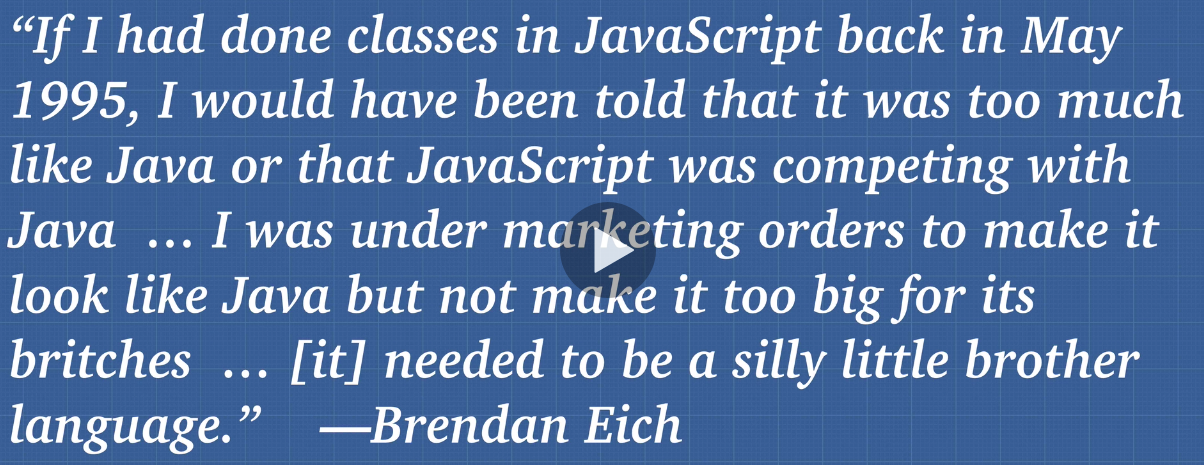 “If I had done classes in JavaScript back in May
1995, I would have been told that it was too much
like Java or that JavaScript was competing with
Java … I was under marketing orders to make it
look like Java but not make it too big for its
britches … [it] needed to be a silly little brother
language.” —Brendan Eich